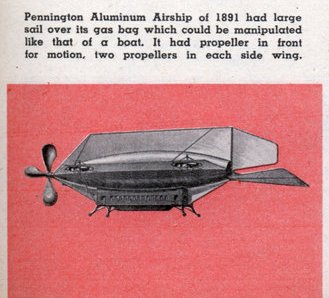 Pennington Aluminum Airship of 1891 had large
sail over its gas bag which could be manipulated
like that of a boat. It had propeller in front
for motion, two propellers in each side wing.